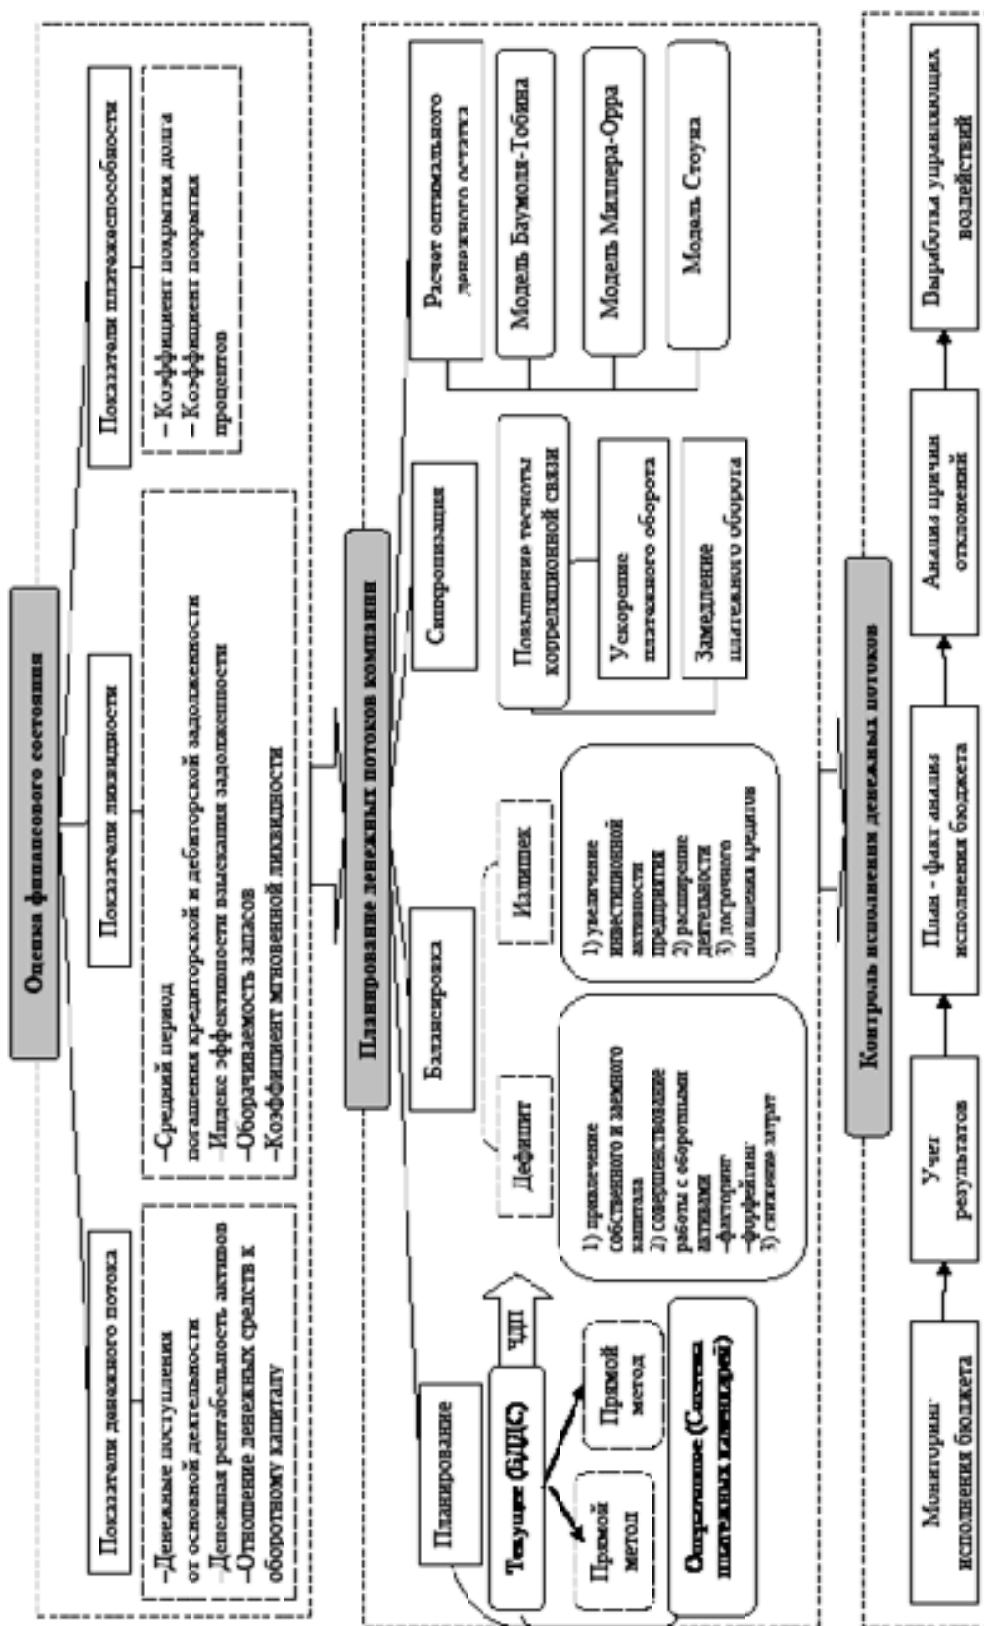 Оценка финансового состояния
Показатели денежного потока
–Денежные поступления
от основной деятельности
–Денежная рентабельность активов
–Отношение денежных средств к
оборотному капиталу
Показатели ликвидности
–Средний период
погашения кредиторской и дебиторской задолженности
–Индекс эффективности взыскания задолженности
–Оборачиваемость запасов
–Коэффициент мгновенной ликвидности
Показатели платежеспособности
– Коэффициент покрытия долга
– Коэффициент покрытия
процентов
Планирование денежных потоков компании
Планирование
Текущее (БДДС)
ЧДП
Прямой
метод
Прямой
метод
Оперативное (Система
платежных календарей)
Балансировка
Дефицит
1) привлечение
собственного и заемного
капитала
2) совершенствование
работы с оборотными
активами
–факторинг
–форфейтинг
3) снижение затрат
Излишек
1) увеличение
инвестиционной
активности
предприятия
2) расширение
деятельности
3) досрочного
погашения кредитов
Синхронизация
Повышение тесноты
корреляционной связи
Ускорение
платежного оборота
Замедление
платежного оборота
Расчет оптимального
денежного остатка
Модель Баумоля-Тобина
Модель Миллера-Орра
Модель Стоуна
Контроль исполнения денежных потоков
Мониторинг
исполнения бюджета
Учет
результатов
План - факт анализ
исполнения бюджета
Анализ причин
отклонений
Выработка управляющих
воздействий